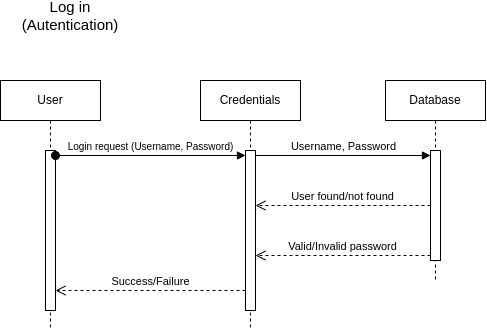 Log in
(Autentication)
User
Credentials
Database
Login request (Username, Password)
Username, Password
User found/not found
Valid/Invalid password
Success/Failure